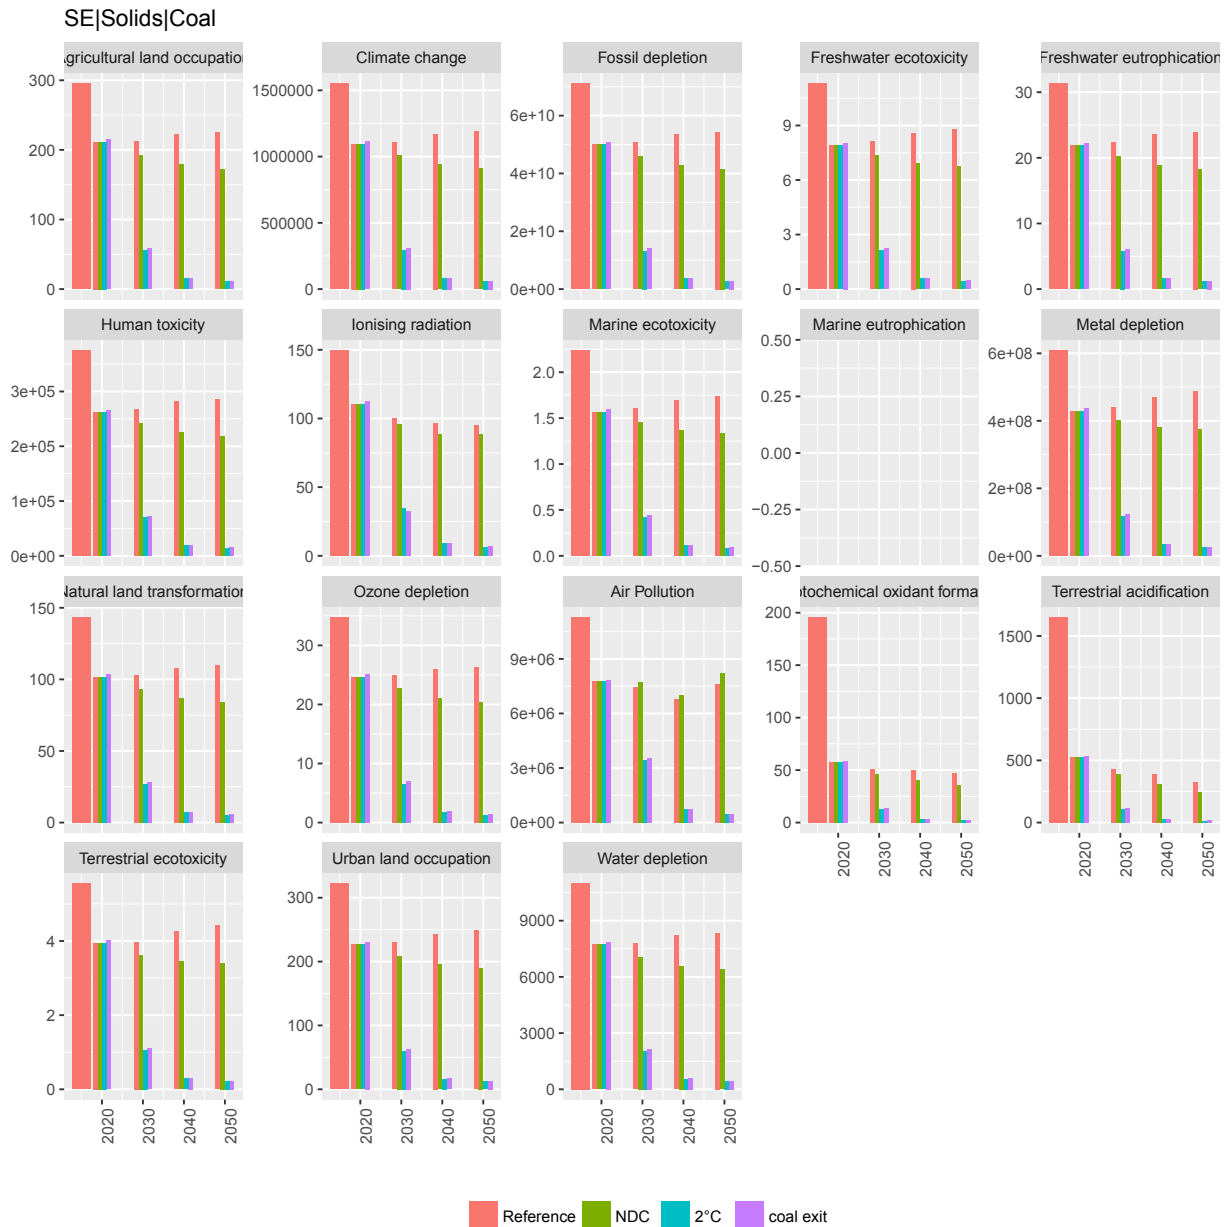 SE|Solids|Coal
Agricultural land occupation
Climate change
Fossil depletion
Freshwater ecotoxicity
Freshwater eutrophication
300
200
100
0
1500000
1000000
500000
0
6e+10
4e+10
2e+10
0e+00
9
6
3
0
30
20
10
0
Human toxicity
Ionising radiation
Marine ecotoxicity
Marine eutrophication
Metal depletion
3e+05
2e+05
1e+05
0e+00
150
100
50
0
2.0
1.5
1.0
0.5
0.0
0.50
0.25
0.00
−0.25
−0.50
6e+08
4e+08
2e+08
0e+00
Natural land transformation
Ozone depletion
Air Pollution
otochemical oxidant forma
Terrestrial acidification
150
100
50
0
30
20
10
0
9e+06
6e+06
3e+06
0e+00
200
150
100
50
0
1500
1000
500
0
2020
2030
2040
2050
2020
2030
2040
2050
Terrestrial ecotoxicity
Urban land occupation
Water depletion
4
2
0
300
200
100
0
9000
6000
3000
0
2020
2030
2040
2050
2020
2030
2040
2050
2020
2030
2040
2050
Reference
NDC
2°C
coal exit